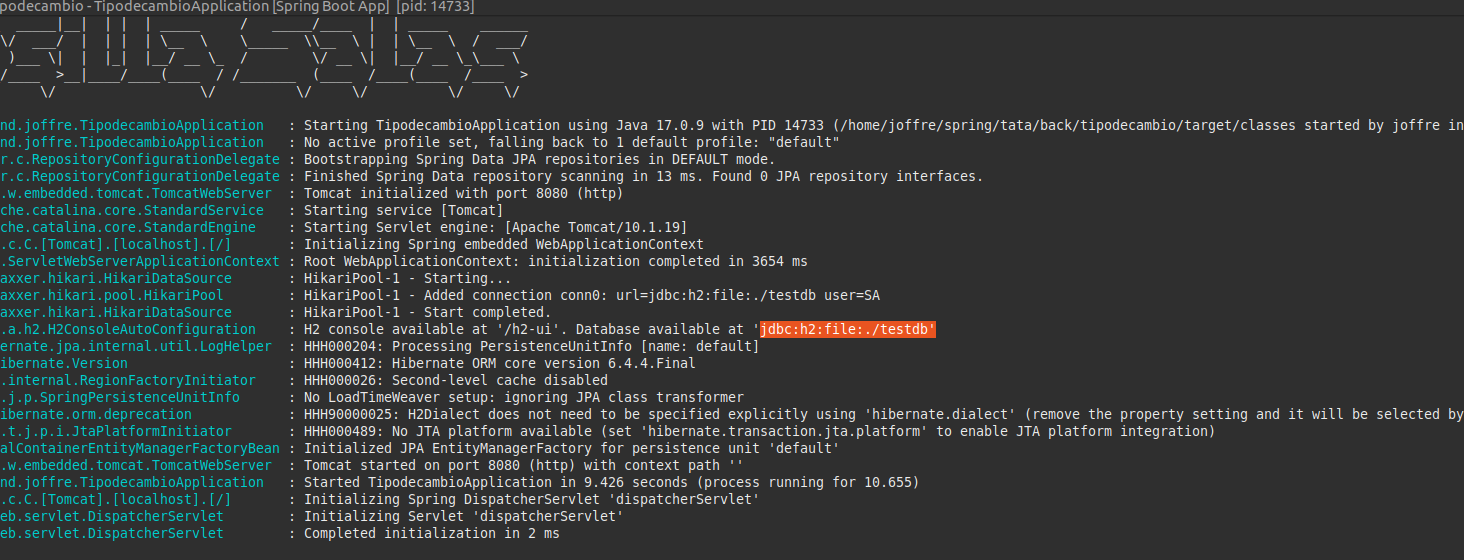 podecambio - TipodecambioApplication [Spring Boot App] [pid: 14733]
nd.joffre.TipodecambioApplication : Starting TipodecambioApplication using Java 17.0.9 with PID 14733 (/home/joffre/spring/tata/back/tipodecambio/target/classes started by joffre in
nd.joffre.TipodecambioApplication : No active profile set, falling back to 1 default profile: "default"
r.c.RepositoryConfigurationDelegate : Bootstrapping Spring Data JPA repositories in DEFAULT mode.
r.c.RepositoryConfigurationDelegate : Finished Spring Data repository scanning in 13 ms. Found 0 JPA repository interfaces.
.w.embedded.tomcat.TomcatWebServer : Tomcat initialized with port 8080 (http)
che.catalina.core.StandardService : Starting service [Tomcat]
che.catalina.core.StandardEngine : Starting Servlet engine: [Apache Tomcat/10.1.19]
.c.C.[Tomcat].[localhost].[/] : Initializing Spring embedded WebApplicationContext
.ServletWebServerApplicationContext : Root WebApplicationContext: initialization completed in 3654 ms
axxer.hikari.HikariDataSource : HikariPool-1 - Starting...
axxer.hikari.pool.HikariPool : HikariPool-1 - Added connection conn0: url=jdbc:h2:file:./testdb user=SA
axxer.hikari.HikariDataSource : HikariPool-1 - Start completed.
.a.h2.H2ConsoleAutoConfiguration : H2 console available at '/h2-ui'. Database available at 'jdbc:h2:file:./testdb'
ernate.jpa.internal.util.LogHelper : HHH000204: Processing PersistenceUnitInfo [name: default]
ibernate.Version : HHH000412: Hibernate ORM core version 6.4.4.Final
.internal.RegionFactoryInitiator : HHH000026: Second-level cache disabled
.j.p.SpringPersistenceUnitInfo : No LoadTimeWeaver setup: ignoring JPA class transformer
ibernate.orm.deprecation : HHH90000025: H2Dialect does not need to be specified explicitly using 'hibernate.dialect' (remove the property setting and it will be selected by
.t.j.p.i.JtaPlatformInitiator : HHH000489: No JTA platform available (set 'hibernate.transaction.jta.platform' to enable JTA platform integration)
alContainerEntityManagerFactoryBean : Initialized JPA EntityManagerFactory for persistence unit 'default'
.w.embedded.tomcat.TomcatWebServer : Tomcat started on port 8080 (http) with context path ''
nd.joffre.TipodecambioApplication : Started TipodecambioApplication in 9.426 seconds (process running for 10.655)
.c.C.[Tomcat].[localhost].[/] : Initializing Spring DispatcherServlet 'dispatcherServlet'
eb.servlet.DispatcherServlet : Initializing Servlet 'dispatcherServlet'
eb.servlet.DispatcherServlet : Completed initialization in 2 ms